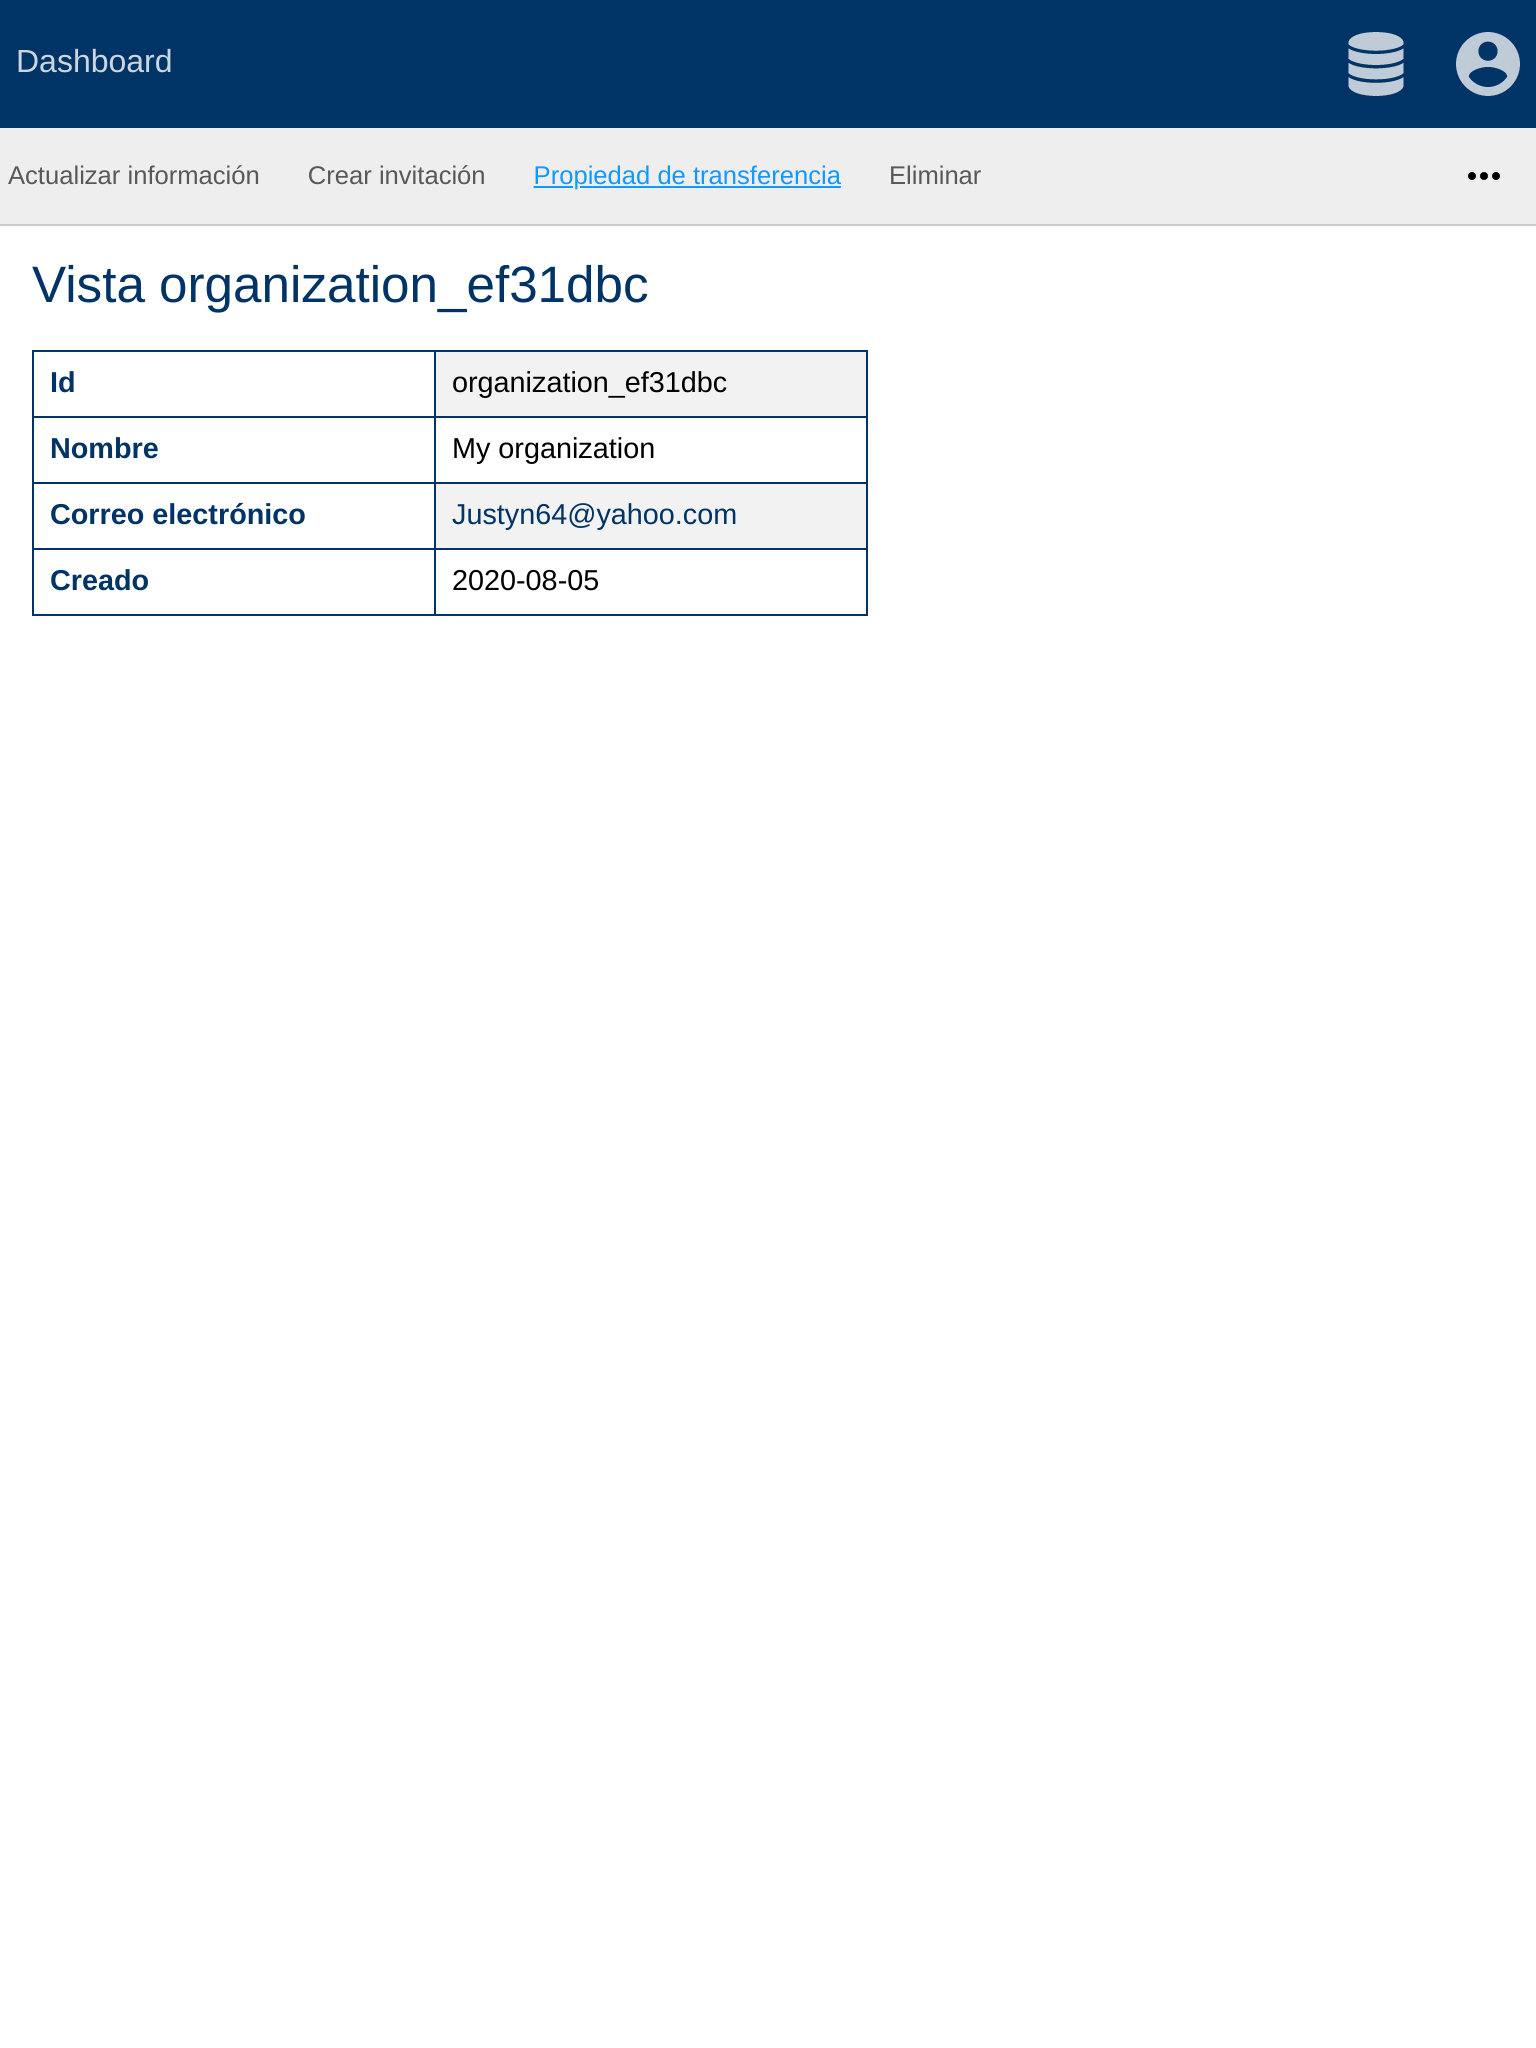 Dashboard
Actualizar información Crear invitación Propiedad de transferencia Eliminar
Vista organization_ef31dbc
Id organization_ef31dbc
Nombre My organization
Correo electrónico Justyn64@yahoo.com
Creado 2020-08-05